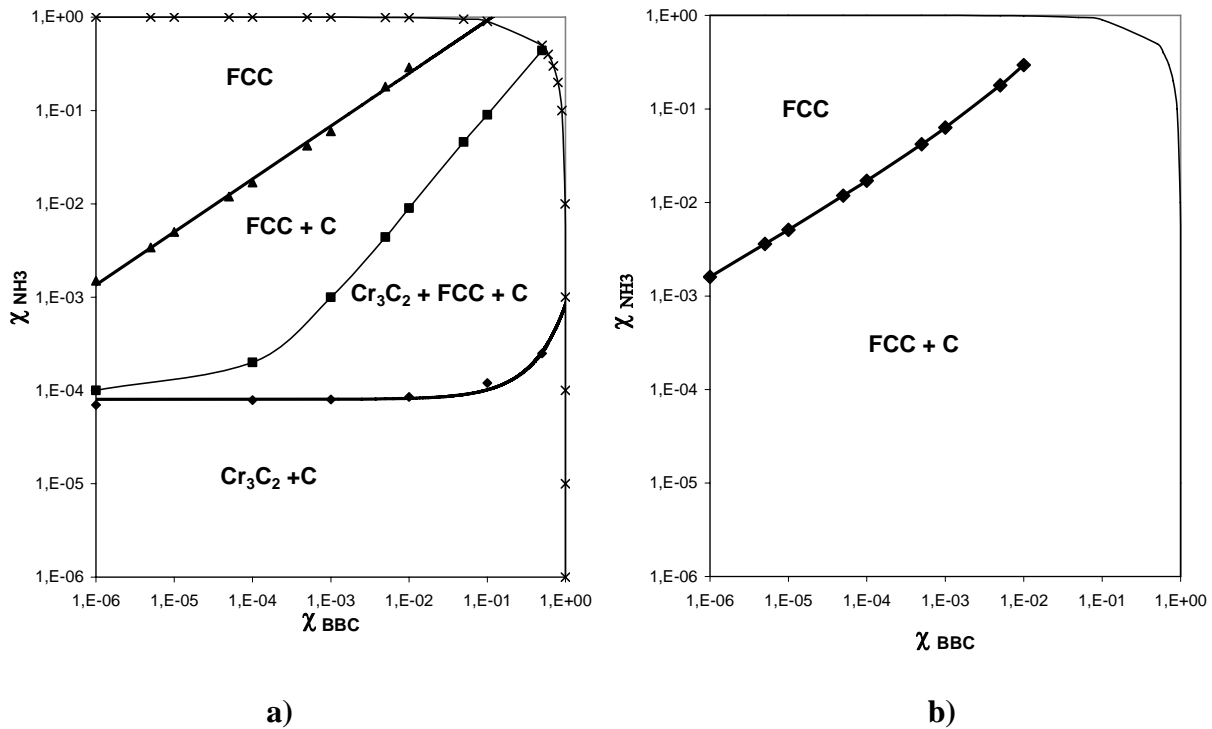 1,E+00
1,E-01
1,E-02
1,E-03
1,E-04
1,E-05
1,E-06
χ NH3
FCC
FCC + C
Cr3C2 + FCC + C
Cr3C2 +C
1,E-06 1,E-05 1,E-04 1,E-03 1,E-02 1,E-01 1,E+00
χ BBC
a)
1,E+00
1,E-01
1,E-02
1,E-03
1,E-04
1,E-05
1,E-06
χ NH3
FCC
FCC + C
1,E-06 1,E-05 1,E-04 1,E-03 1,E-02 1,E-01 1,E+00
χ BBC
b)